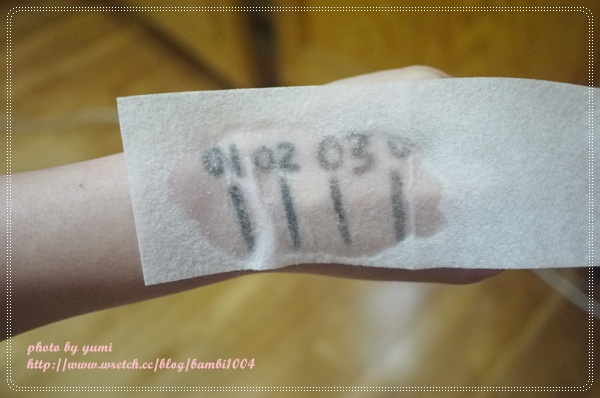 01 02 03
photo by yumi
http://www.wretch.cc/blog/bambi1004